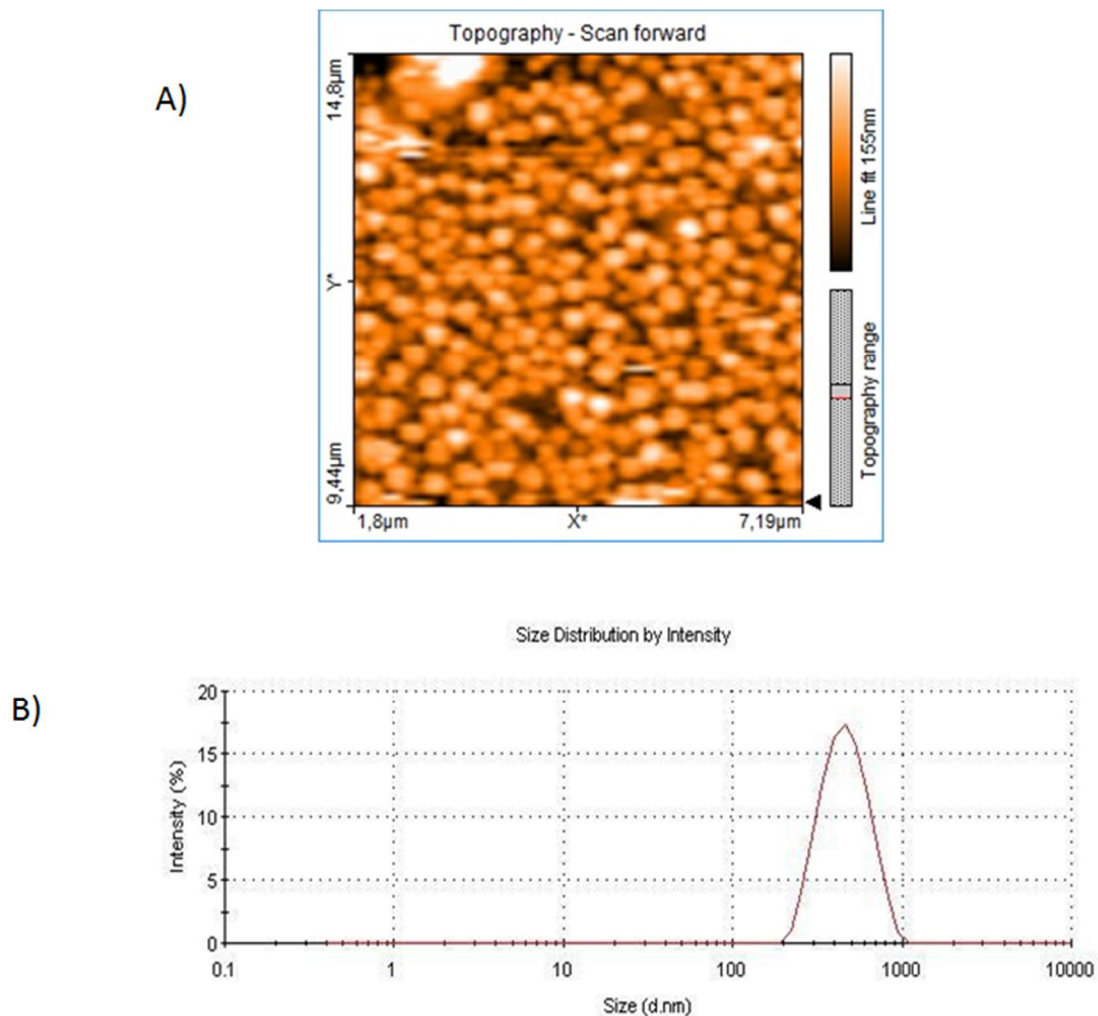 A)
Topography - Scan forward
14,8µm
Y*
9,44µm
1,8µm
X*
7,19µm
Line fit 155nm
Topography range
B)
Size Distribution by Intensity
Intensity (%)
20
15
10
5
0
0.1
1
10
100
1000
10000
Size (d.nm)